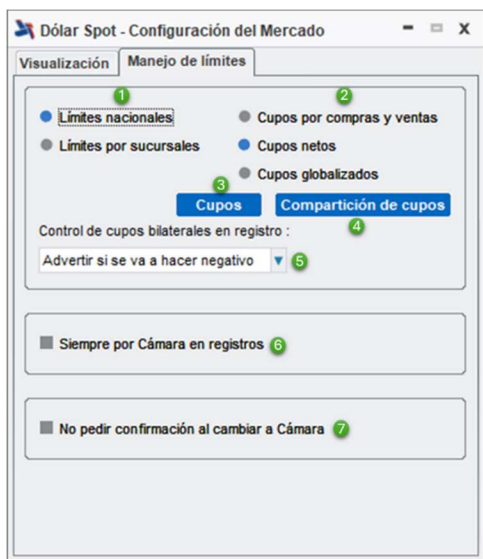 Dólar Spot - Configuración del Mercado
Visualización Manejo de límites
1 2
Límites nacionales Cupos por compras y ventas
Límites por sucursales Cupos netos
Cupos globalizados
3
Cupos Compartición de cupos
4
Control de cupos bilaterales en registro :
Advertir si se va a hacer negativo 5
Siempre por Cámara en registros 6
No pedir confirmación al cambiar a Cámara 7